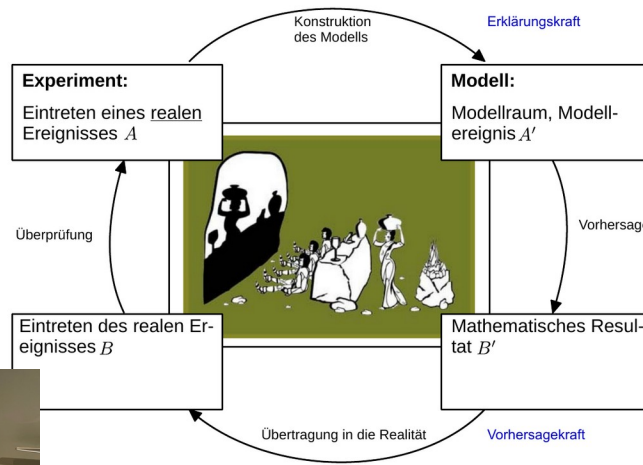 Konstruktion
des Modells
Erklärungskraft
Experiment:
Eintreten eines realen
Ereignisses A
Modell:
Modellraum, Modell-
ereignis A′
Überprüfung
Vorhersage
Eintreten des realen Er-
eignisses B
Mathematisches Resul-
tat B′
Übertragung in die Realität
Vorhersagekraft